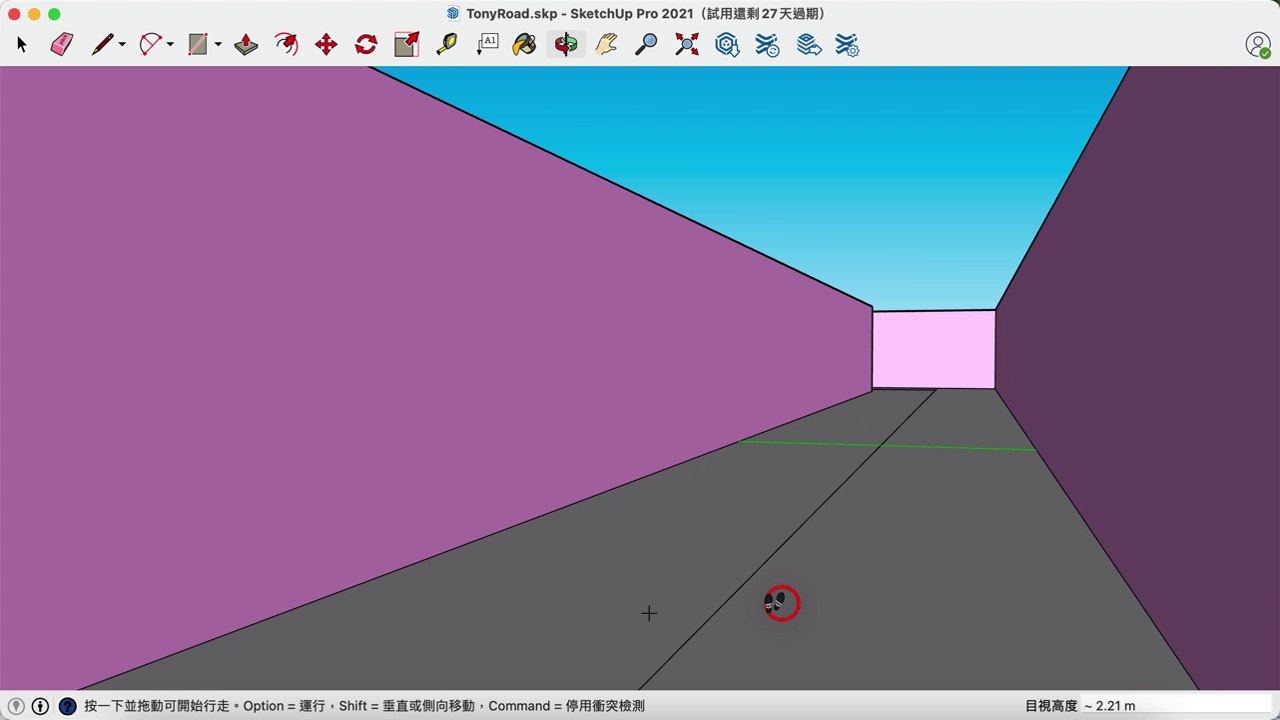 TonyRoad.skp - SketchUp Pro 2021（試用還剩 27 天過期）
A1
按一下並拖動可開始行走。Option = 運行，Shift = 垂直或側向移動，Command = 停用衝突檢測
目視高度 ~ 2.21 m